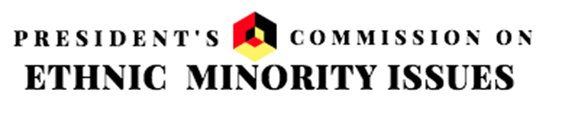 PRESIDENT'S COMMISSION ON
ETHNIC MINORITY ISSUES